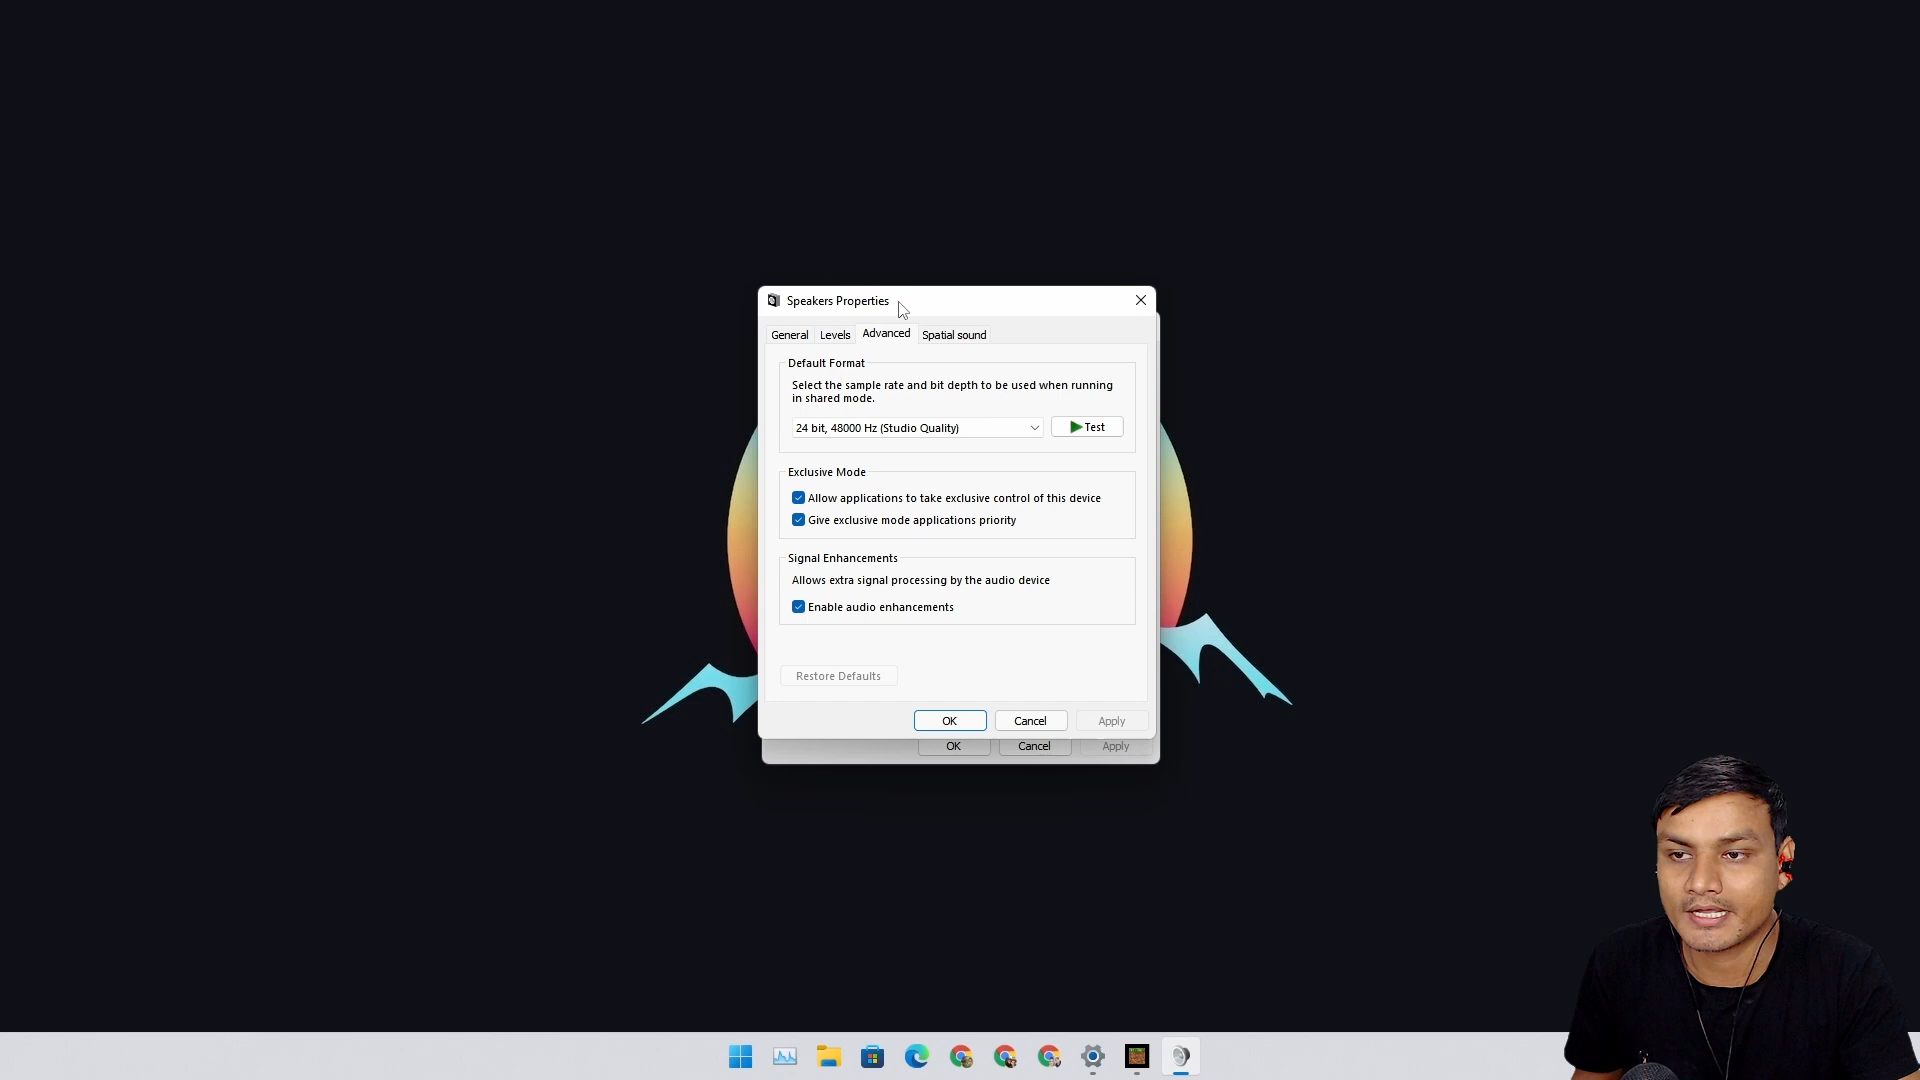 Speakers Properties
General Levels Advanced Spatial sound
Default Format
Select the sample rate and bit depth to be used when running
in shared mode.
24 bit, 48000 Hz (Studio Quality) Test
Exclusive Mode
Allow applications to take exclusive control of this device
Give exclusive mode applications priority
Signal Enhancements
Allows extra signal processing by the audio device
Enable audio enhancements
Restore Defaults
OK Cancel Apply
OK Cancel Apply